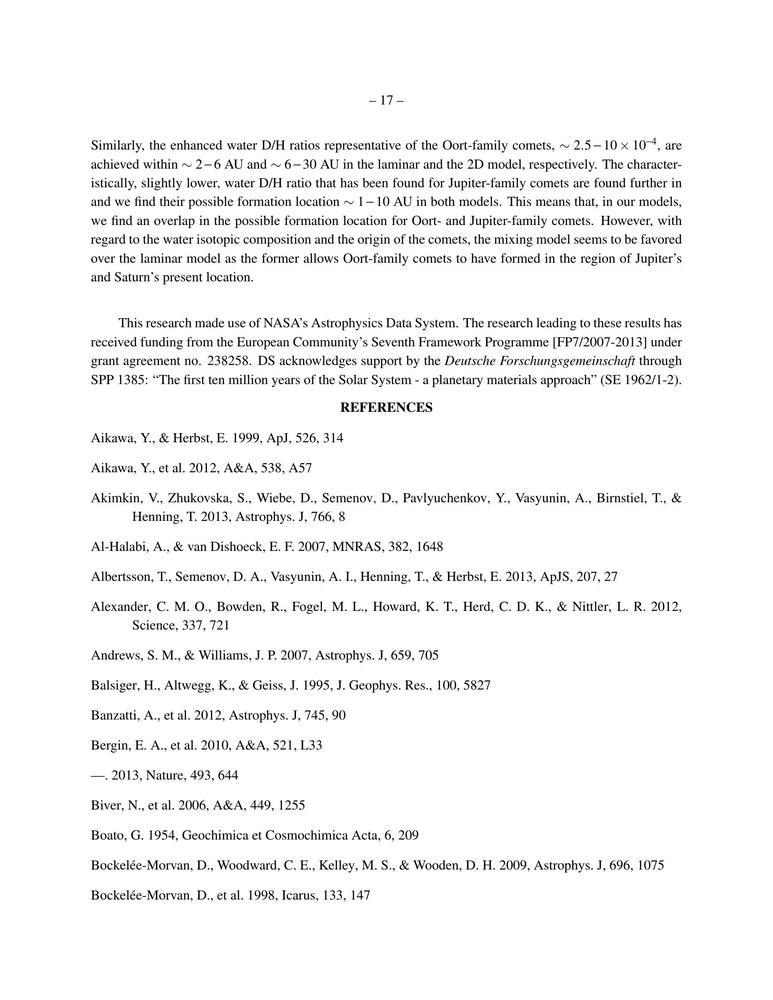 – 17 –
Similarly, the enhanced water D/H ratios representative of the Oort-family comets, ∼ 2.5−10 × 10−4, are
achieved within ∼ 2−6 AU and ∼ 6−30 AU in the laminar and the 2D model, respectively. The character-
istically, slightly lower, water D/H ratio that has been found for Jupiter-family comets are found further in
and we find their possible formation location ∼ 1−10 AU in both models. This means that, in our models,
we find an overlap in the possible formation location for Oort- and Jupiter-family comets. However, with
regard to the water isotopic composition and the origin of the comets, the mixing model seems to be favored
over the laminar model as the former allows Oort-family comets to have formed in the region of Jupiter's
and Saturn's present location.
This research made use of NASA's Astrophysics Data System. The research leading to these results has
received funding from the European Community's Seventh Framework Programme [FP7/2007-2013] under
grant agreement no. 238258. DS acknowledges support by the Deutsche Forschungsgemeinschaft through
SPP 1385: “The first ten million years of the Solar System - a planetary materials approach” (SE 1962/1-2).
REFERENCES
Aikawa, Y., & Herbst, E. 1999, ApJ, 526, 314
Aikawa, Y., et al. 2012, A&A, 538, A57
Akimkin, V., Zhukovska, S., Wiebe, D., Semenov, D., Pavlyuchenkov, Y., Vasyunin, A., Birnstiel, T., &
Henning, T. 2013, Astrophys. J, 766, 8
Al-Halabi, A., & van Dishoeck, E. F. 2007, MNRAS, 382, 1648
Albertsson, T., Semenov, D. A., Vasyunin, A. I., Henning, T., & Herbst, E. 2013, ApJS, 207, 27
Alexander, C. M. O., Bowden, R., Fogel, M. L., Howard, K. T., Herd, C. D. K., & Nittler, L. R. 2012,
Science, 337, 721
Andrews, S. M., & Williams, J. P. 2007, Astrophys. J, 659, 705
Balsiger, H., Altwegg, K., & Geiss, J. 1995, J. Geophys. Res., 100, 5827
Banzatti, A., et al. 2012, Astrophys. J, 745, 90
Bergin, E. A., et al. 2010, A&A, 521, L33
—. 2013, Nature, 493, 644
Biver, N., et al. 2006, A&A, 449, 1255
Boato, G. 1954, Geochimica et Cosmochimica Acta, 6, 209
Bockelée-Morvan, D., Woodward, C. E., Kelley, M. S., & Wooden, D. H. 2009, Astrophys. J, 696, 1075
Bockelée-Morvan, D., et al. 1998, Icarus, 133, 147